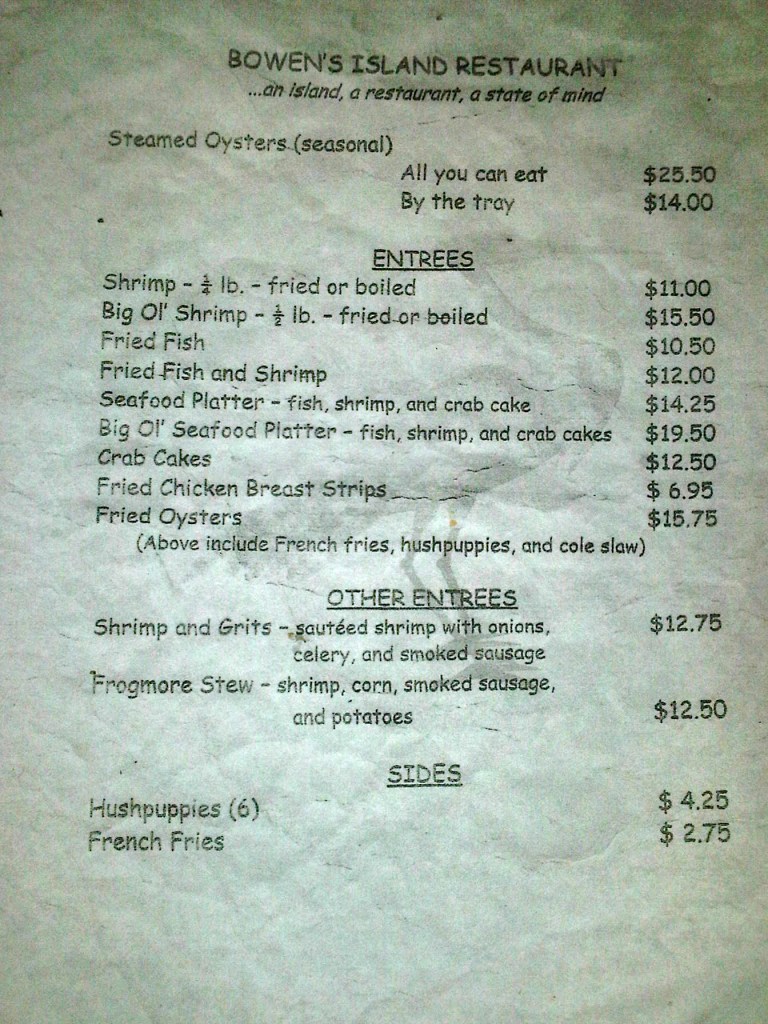 BOWEN'S ISLAND RESTAURANT
...an island, a restaurant, a state of mind
Steamed Oysters (seasonal)
All you can eat $25.50
By the tray $14.00
ENTREES
Shrimp - ½ lb. - fried or boiled $11.00
Big Ol' Shrimp - ½ lb. - fried or boiled $15.50
Fried Fish $10.50
Fried Fish and Shrimp $12.00
Seafood Platter - fish, shrimp, and crab cake $14.25
Big Ol' Seafood Platter - fish, shrimp, and crab cakes $19.50
Crab Cakes $12.50
Fried Chicken Breast Strips $ 6.95
Fried Oysters $15.75
(Above include French fries, hushpuppies, and cole slaw)
OTHER ENTREES
Shrimp and Grits - sautéed shrimp with onions, $12.75
celery, and smoked sausage
Frogmore Stew - shrimp, corn, smoked sausage,
and potatoes $12.50
SIDES
Hushpuppies (6) $ 4.25
French Fries $ 2.75